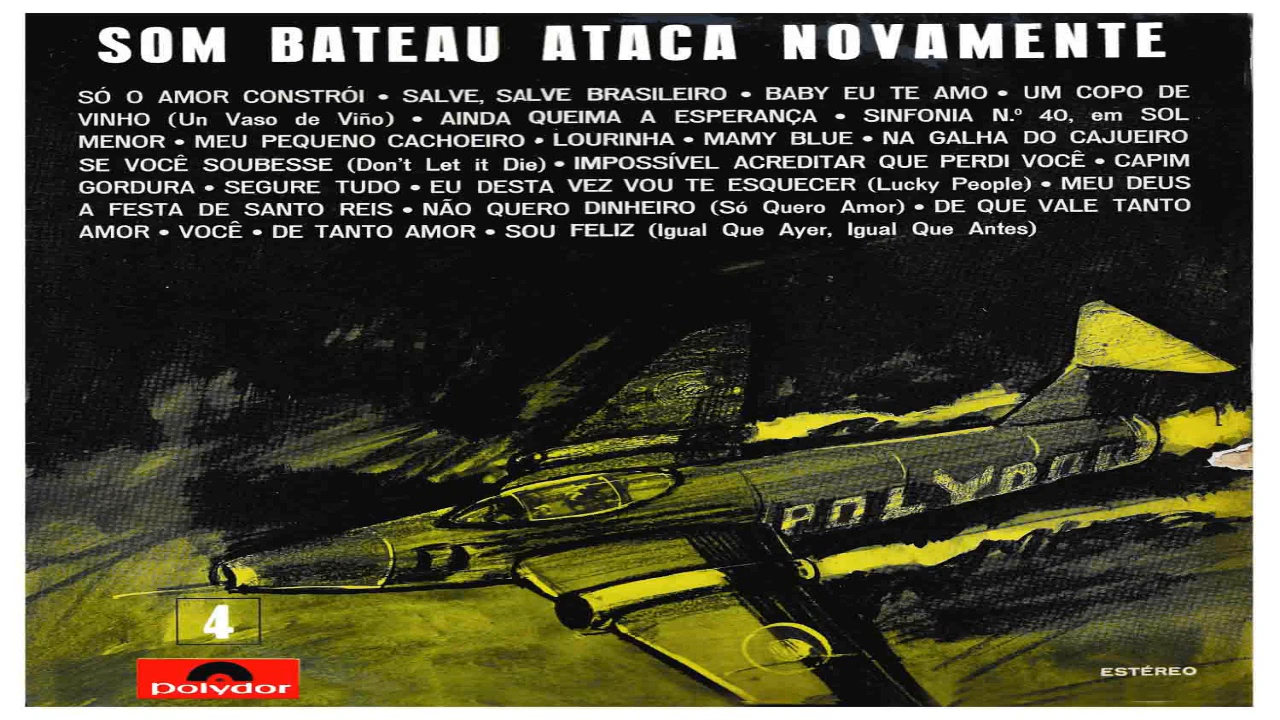 SOM BATEAU ATACA NOVAMENTE
SÓ O AMOR CONSTRÓI • SALVE, SALVE BRASILEIRO • BABY EU TE AMO • UM COPO DE
VINHO (Un Vaso de Viño) • AINDA QUEIMA A ESPERANÇA • SINFONIA N.º 40, em SOL
MENOR • MEU PEQUENO CACHOEIRO • LOURINHA • MAMY BLUE • NA GALHA DO CAJUEIRO
SE VOCÊ SOUBESSE (Don't Let it Die) • IMPOSSÍVEL ACREDITAR QUE PERDI VOCÊ • CAPIM
GORDURA • SEGURE TUDO • EU DESTA VEZ VOU TE ESQUECER (Lucky People) • MEU DEUS
A FESTA DE SANTO REIS • NÃO QUERO DINHEIRO (Só Quero Amor) • DE QUE VALE TANTO
AMOR • VOCÊ • DE TANTO AMOR • SOU FELIZ (Igual Que Ayer, Igual Que Antes)
POLYDOR
4
polydor
ESTÉREO